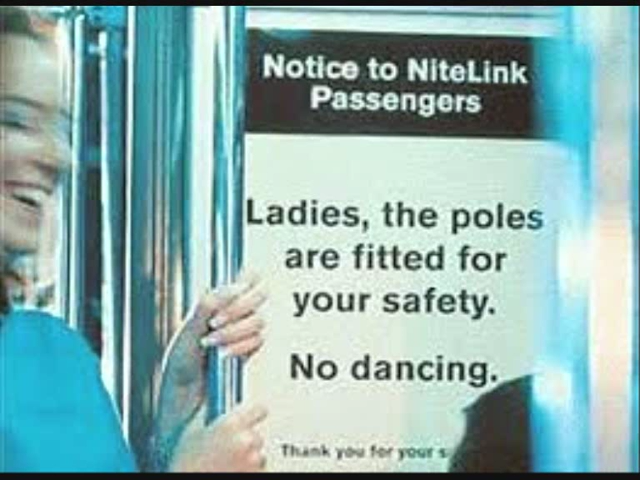 Notice to NiteLink
Passengers
Ladies, the poles
are fitted for
your safety.
No dancing.
Thank you for your